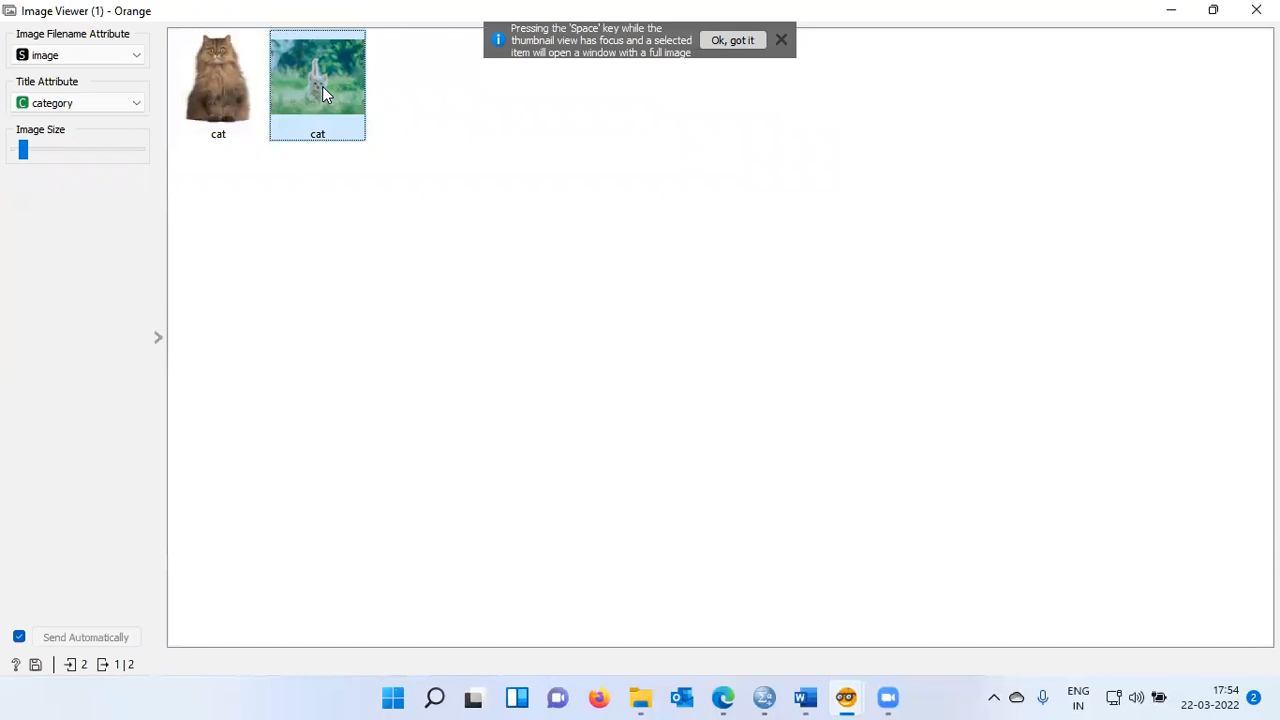 Image Viewer (1) - Orange
Image Filename Attribute
S image
Title Attribute
C category
Image Size
Pressing the 'Space' key while the
thumbnail view has focus and a selected
item will open a window with a full image
Ok, got it
cat
cat
Send Automatically
? 2 1|2
ENG
IN
17:54
22-03-2022
2